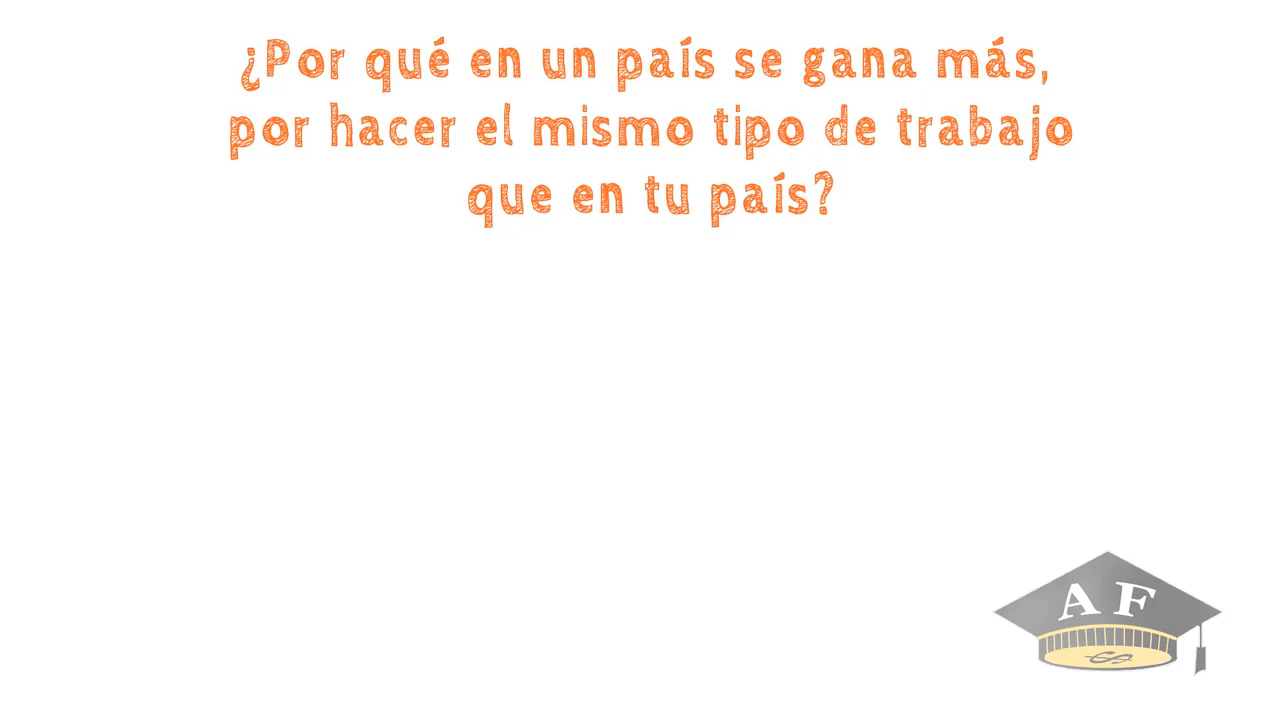 ¿Por qué en un país se gana más,
por hacer el mismo tipo de trabajo
que en tu país?
A F
$